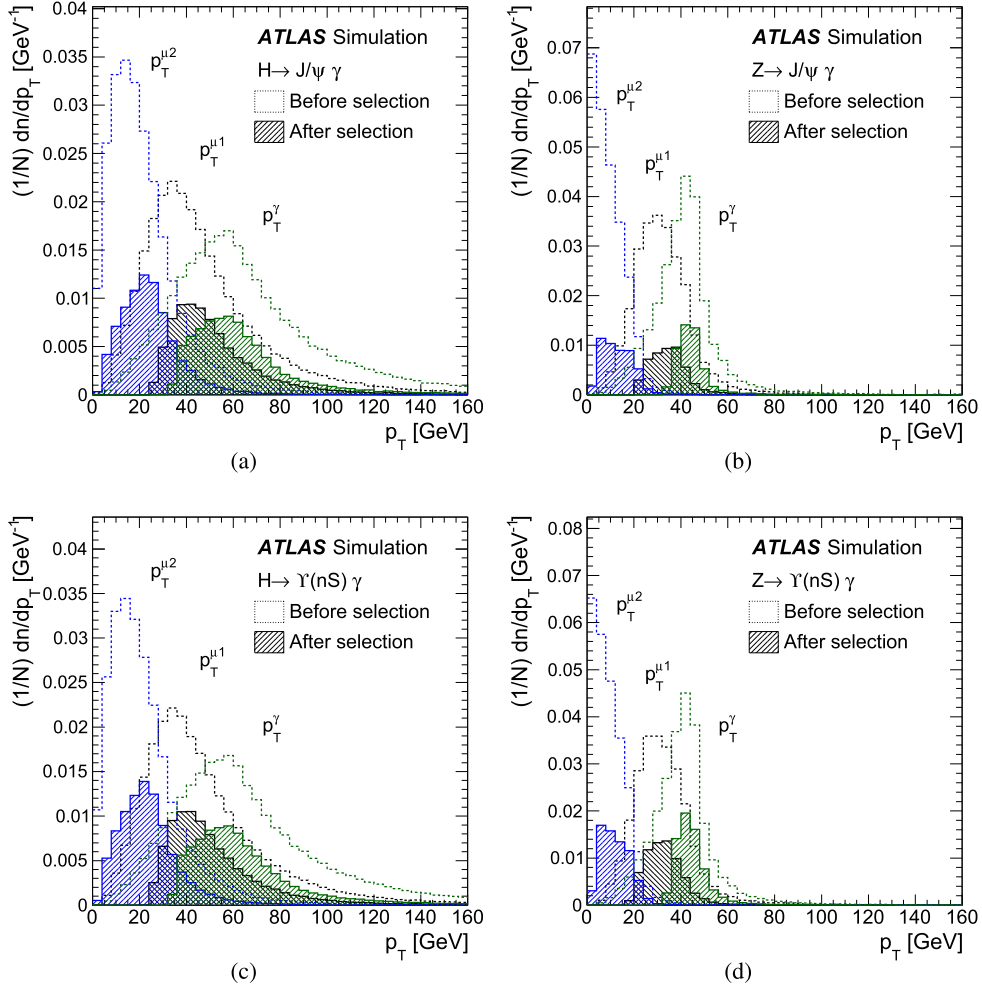 (1/N) dn/dp_T [GeV⁻¹]
0.04
0.035
0.03
0.025
0.02
0.015
0.01
0.005
0
ATLAS Simulation
H→ J/ψ γ
Before selection
After selection
p_T^μ2
p_T^μ1
p_T^γ
0 20 40 60 80 100 120 140 160
p_T [GeV]
(a)
(1/N) dn/dp_T [GeV⁻¹]
0.07
0.06
0.05
0.04
0.03
0.02
0.01
0
ATLAS Simulation
Z→ J/ψ γ
Before selection
After selection
p_T^μ2
p_T^μ1
p_T^γ
0 20 40 60 80 100 120 140 160
p_T [GeV]
(b)
(1/N) dn/dp_T [GeV⁻¹]
0.04
0.035
0.03
0.025
0.02
0.015
0.01
0.005
0
ATLAS Simulation
H→ ϒ(nS) γ
Before selection
After selection
p_T^μ2
p_T^μ1
p_T^γ
0 20 40 60 80 100 120 140 160
p_T [GeV]
(c)
(1/N) dn/dp_T [GeV⁻¹]
0.08
0.07
0.06
0.05
0.04
0.03
0.02
0.01
0
ATLAS Simulation
Z→ ϒ(nS) γ
Before selection
After selection
p_T^μ2
p_T^μ1
p_T^γ
0 20 40 60 80 100 120 140 160
p_T [GeV]
(d)